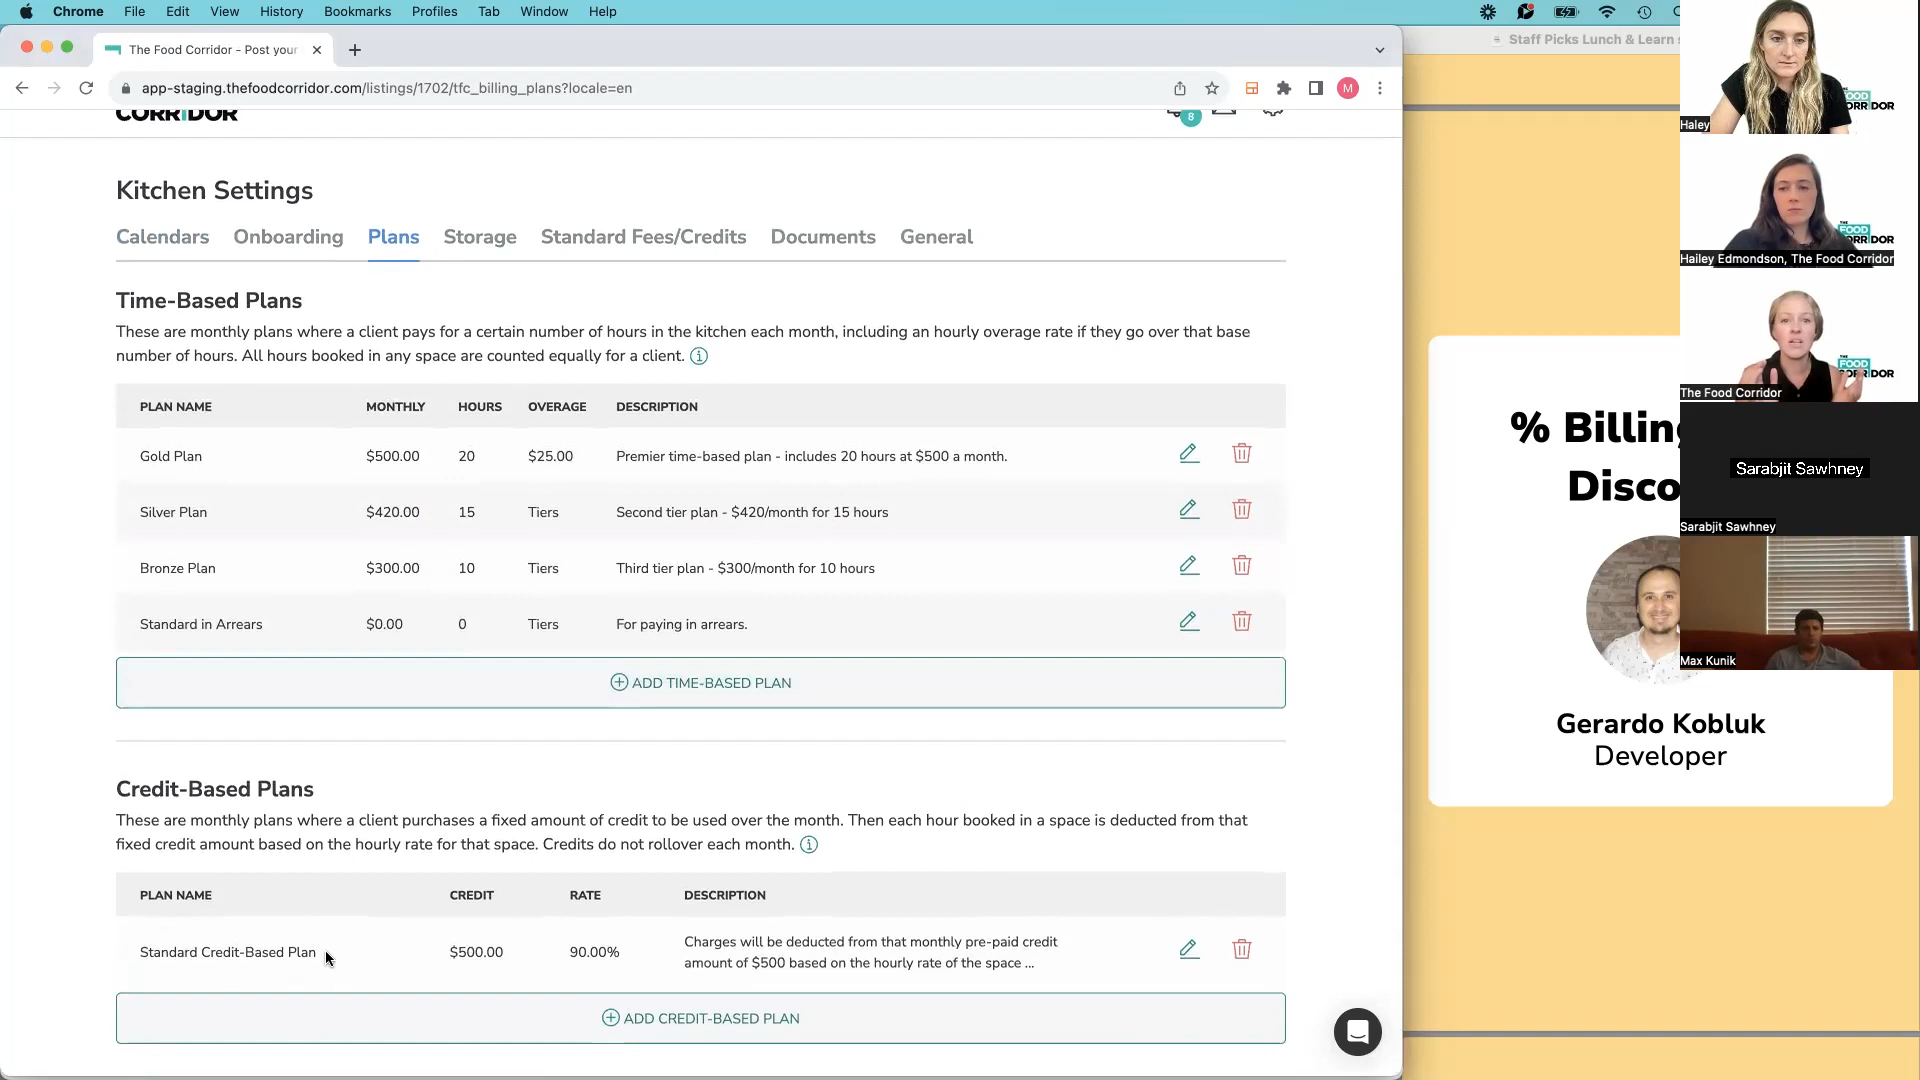 Chrome File Edit View History Bookmarks Profiles Tab Window Help
The Food Corridor - Post your
Staff Picks Lunch & Learn
app-staging.thefoodcorridor.com/listings/1702/tfc_billing_plans?locale=en
M
CORRIDOR
8
Kitchen Settings
Calendars Onboarding Plans Storage Standard Fees/Credits Documents General
Time-Based Plans
These are monthly plans where a client pays for a certain number of hours in the kitchen each month, including an hourly overage rate if they go over that base
number of hours. All hours booked in any space are counted equally for a client.
PLAN NAME MONTHLY HOURS OVERAGE DESCRIPTION
Gold Plan $500.00 20 $25.00 Premier time-based plan - includes 20 hours at $500 a month.
Silver Plan $420.00 15 Tiers Second tier plan - $420/month for 15 hours
Bronze Plan $300.00 10 Tiers Third tier plan - $300/month for 10 hours
Standard in Arrears $0.00 0 Tiers For paying in arrears.
ADD TIME-BASED PLAN
Credit-Based Plans
These are monthly plans where a client purchases a fixed amount of credit to be used over the month. Then each hour booked in a space is deducted from that
fixed credit amount based on the hourly rate for that space. Credits do not rollover each month.
PLAN NAME CREDIT RATE DESCRIPTION
Standard Credit-Based Plan $500.00 90.00% Charges will be deducted from that monthly pre-paid credit
amount of $500 based on the hourly rate of the space ...
ADD CREDIT-BASED PLAN
% Billin
Disco
Gerardo Kobluk
Developer
Haley
THE
FOOD
CORRIDOR
Hailey Edmondson, The Food Corridor
THE
FOOD
CORRIDOR
The Food Corridor
Sarabjit Sawhney
Sarabjit Sawhney
Max Kunik